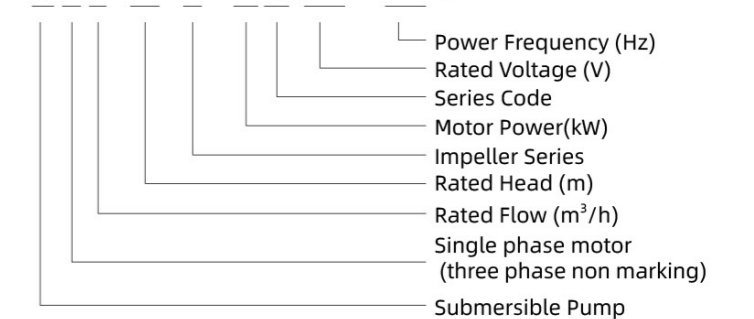 Power Frequency (Hz)
Rated Voltage (V)
Series Code
Motor Power(kW)
Impeller Series
Rated Head (m)
Rated Flow (m³/h)
Single phase motor
(three phase non marking)
Submersible Pump